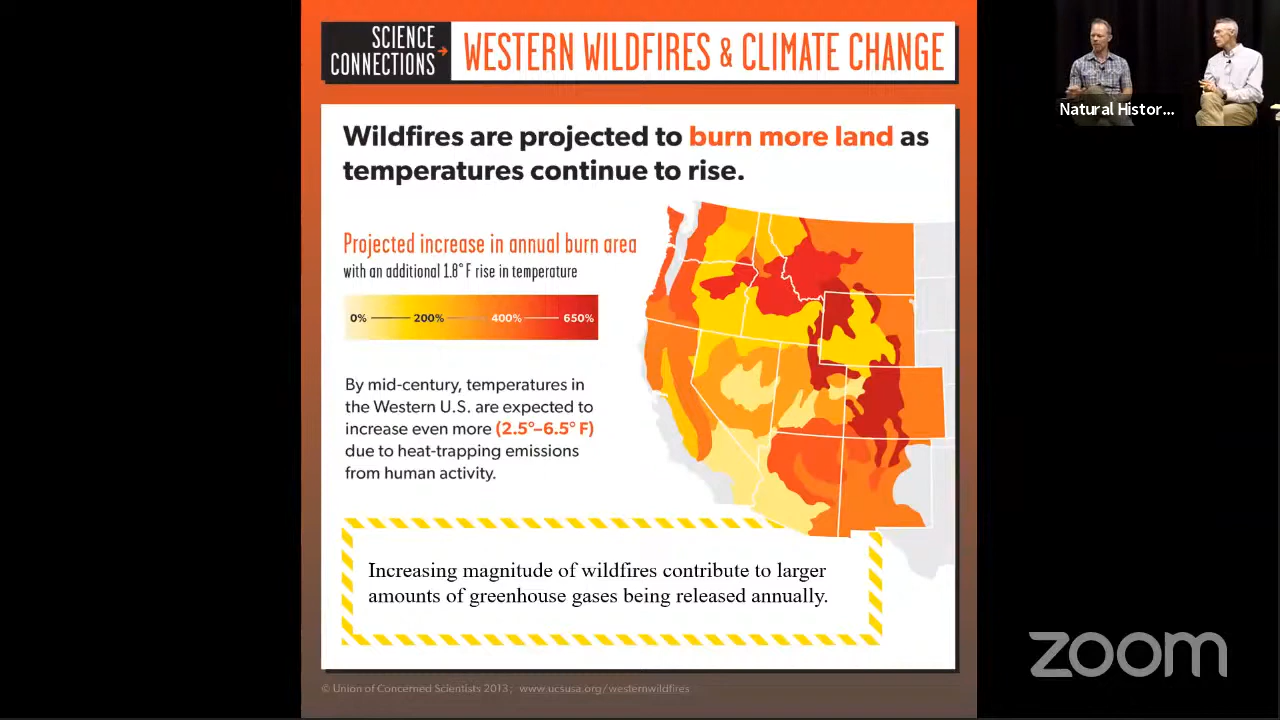 SCIENCE
CONNECTIONS
WESTERN WILDFIRES & CLIMATE CHANGE
Natural Histor...
Wildfires are projected to burn more land as
temperatures continue to rise.
Projected increase in annual burn area
with an additional 1.8° F rise in temperature
0% 200% 400% 650%
By mid-century, temperatures in
the Western U.S. are expected to
increase even more (2.5°–6.5° F)
due to heat-trapping emissions
from human activity.
Increasing magnitude of wildfires contribute to larger
amounts of greenhouse gases being released annually.
zoom
© Union of Concerned Scientists 2013; www.ucsusa.org/westernwildfires